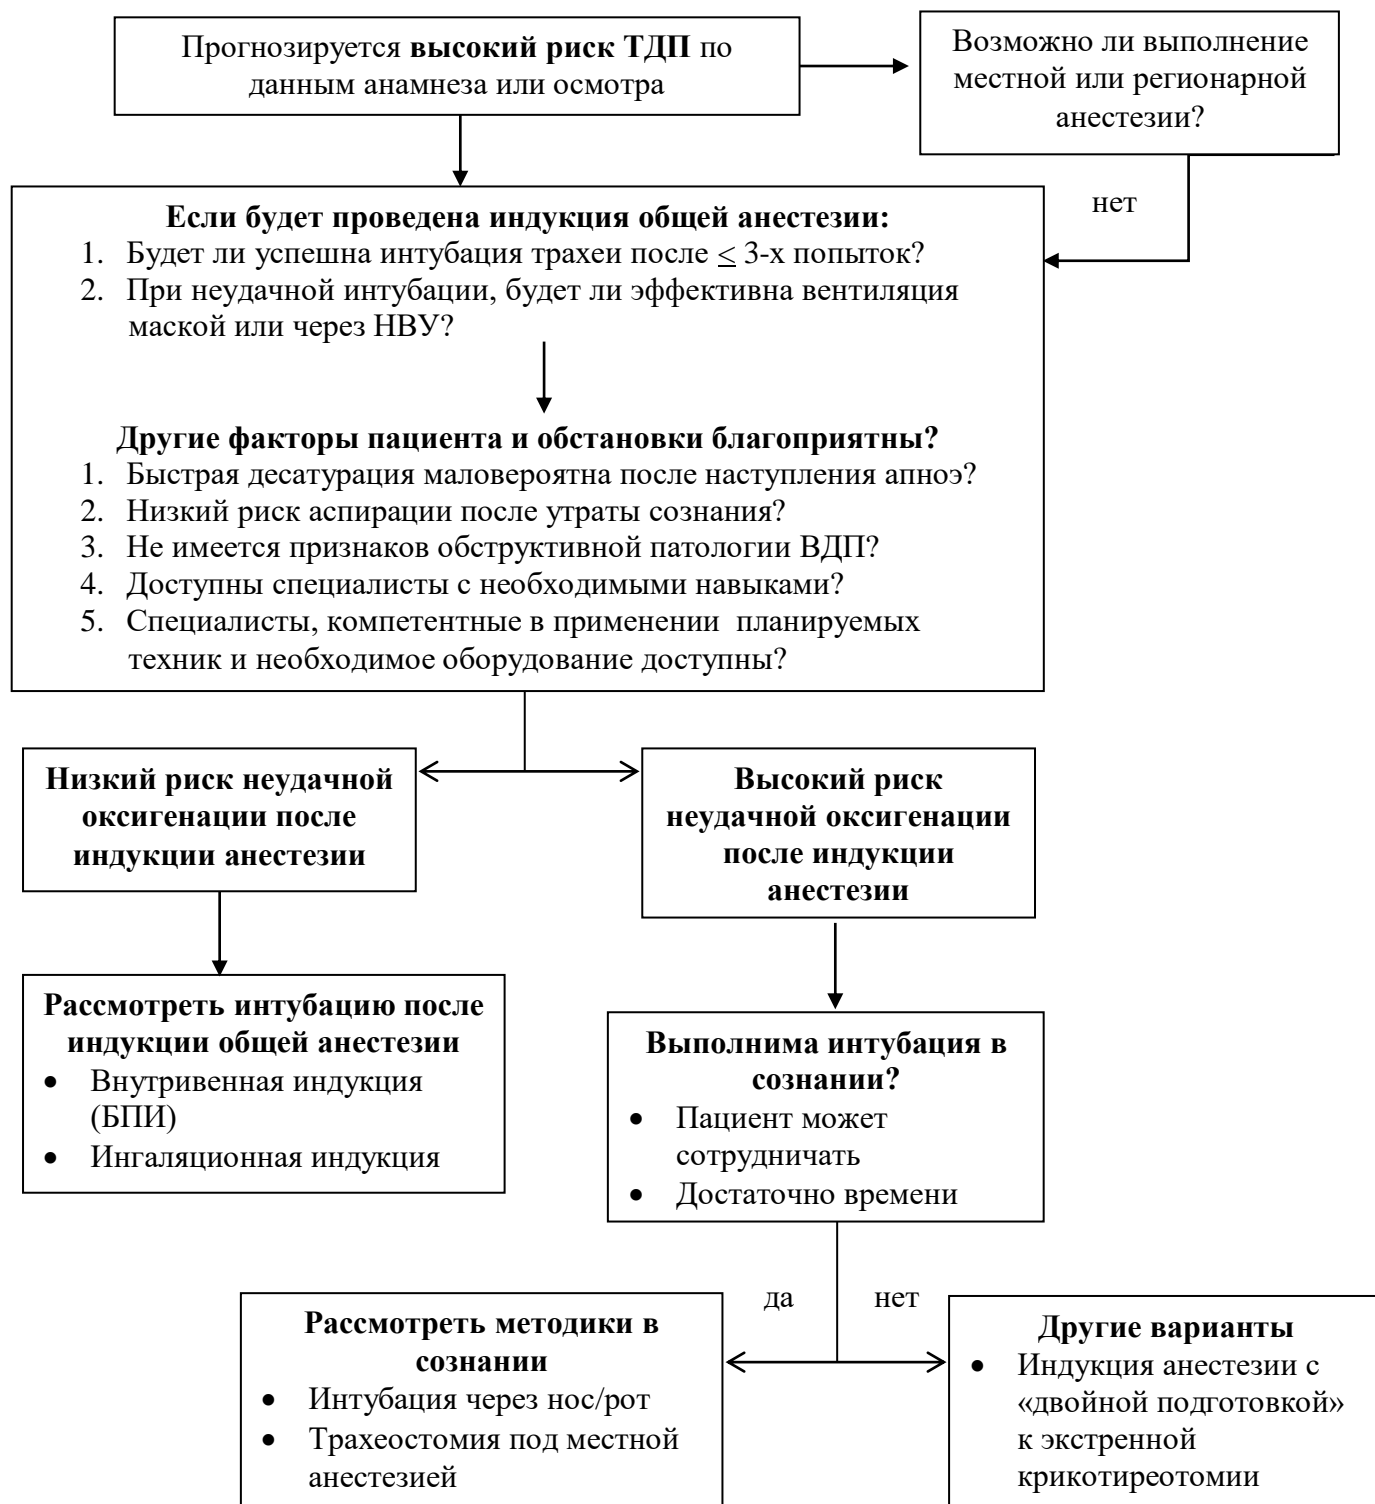 Прогнозируется высокий риск ТДП по
данным анамнеза или осмотра
Возможно ли выполнение
местной или регионарной
анестезии?
нет
Если будет проведена индукция общей анестезии:
1. Будет ли успешна интубация трахеи после ≤ 3-х попыток?
2. При неудачной интубации, будет ли эффективна вентиляция
маской или через НВУ?
Другие факторы пациента и обстановки благоприятны?
1. Быстрая десатурация маловероятна после наступления апноэ?
2. Низкий риск аспирации после утраты сознания?
3. Не имеется признаков обструктивной патологии ВДП?
4. Доступны специалисты с необходимыми навыками?
5. Специалисты, компетентные в применении планируемых
техник и необходимое оборудование доступны?
Низкий риск неудачной
оксигенации после
индукции анестезии
Высокий риск
неудачной оксигенации
после индукции
анестезии
Рассмотреть интубацию после
индукции общей анестезии
• Внутривенная индукция
(БПИ)
• Ингаляционная индукция
Выполнима интубация в
сознании?
• Пациент может
сотрудничать
• Достаточно времени
да
нет
Рассмотреть методики в
сознании
• Интубация через нос/рот
• Трахеостомия под местной
анестезией
Другие варианты
• Индукция анестезии с
«двойной подготовкой»
к экстренной
крикотиреотомии